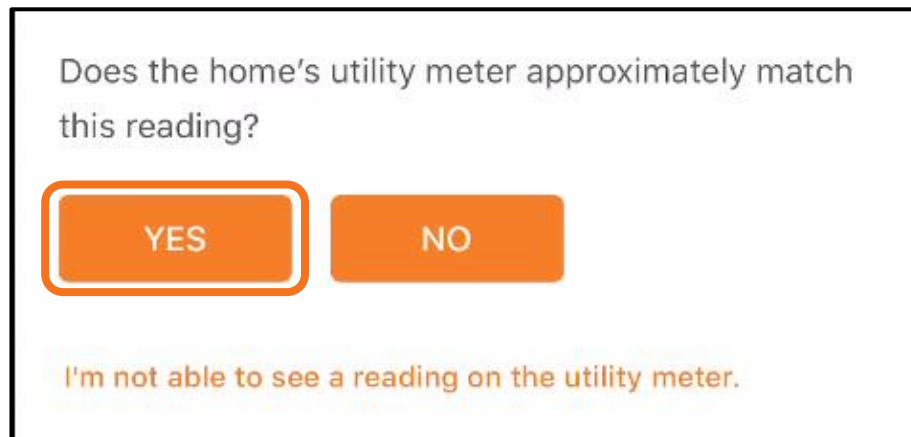 Does the home’s utility meter approximately match
this reading?
YES
NO
I'm not able to see a reading on the utility meter.